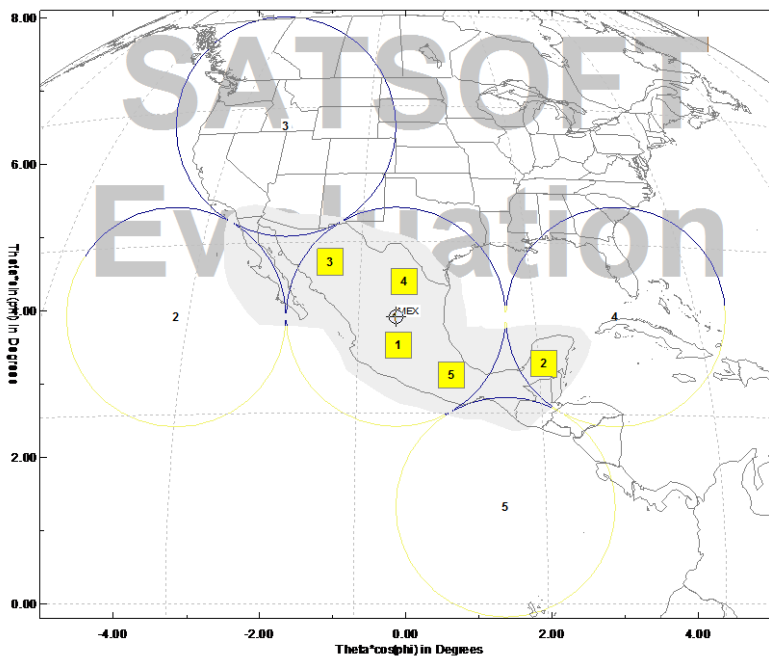 8.00
SATSOFT
3
6.00
Evaluation
3
4
4.00
2
MEX
4
1
2
5
2.00
5
0.00
-4.00 -2.00 0.00 2.00 4.00
Theta*cos(phi) in Degrees
Theta*sin(phi) in Degrees